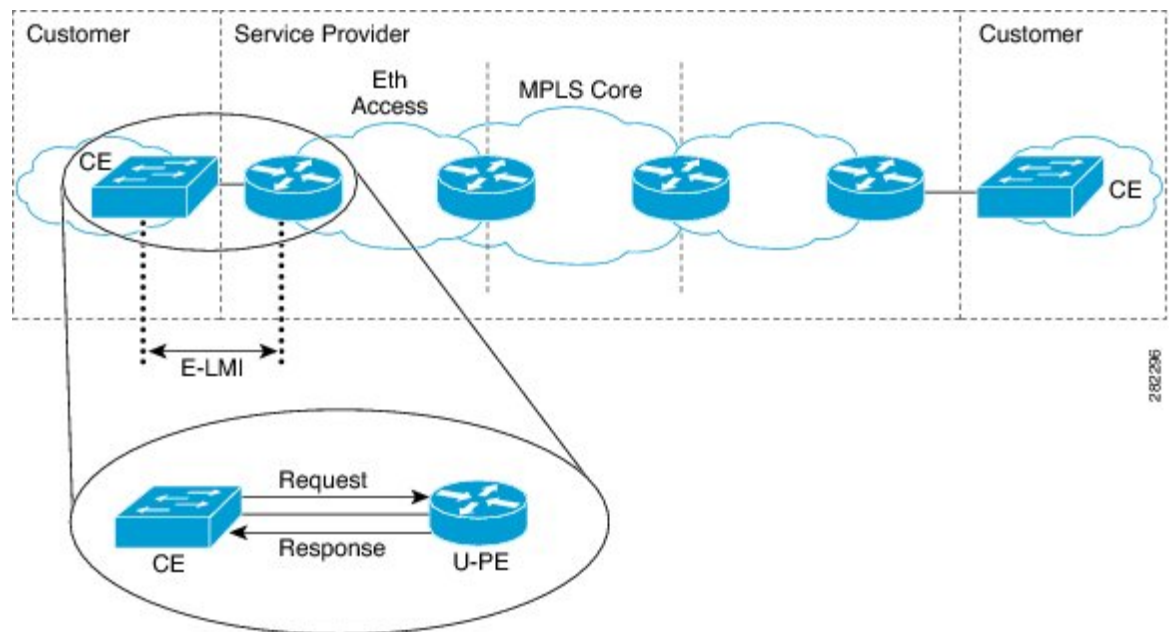 Customer
Service Provider
Customer
Eth
Access
MPLS Core
CE
CE
E-LMI
282296
Request
Response
CE
U-PE